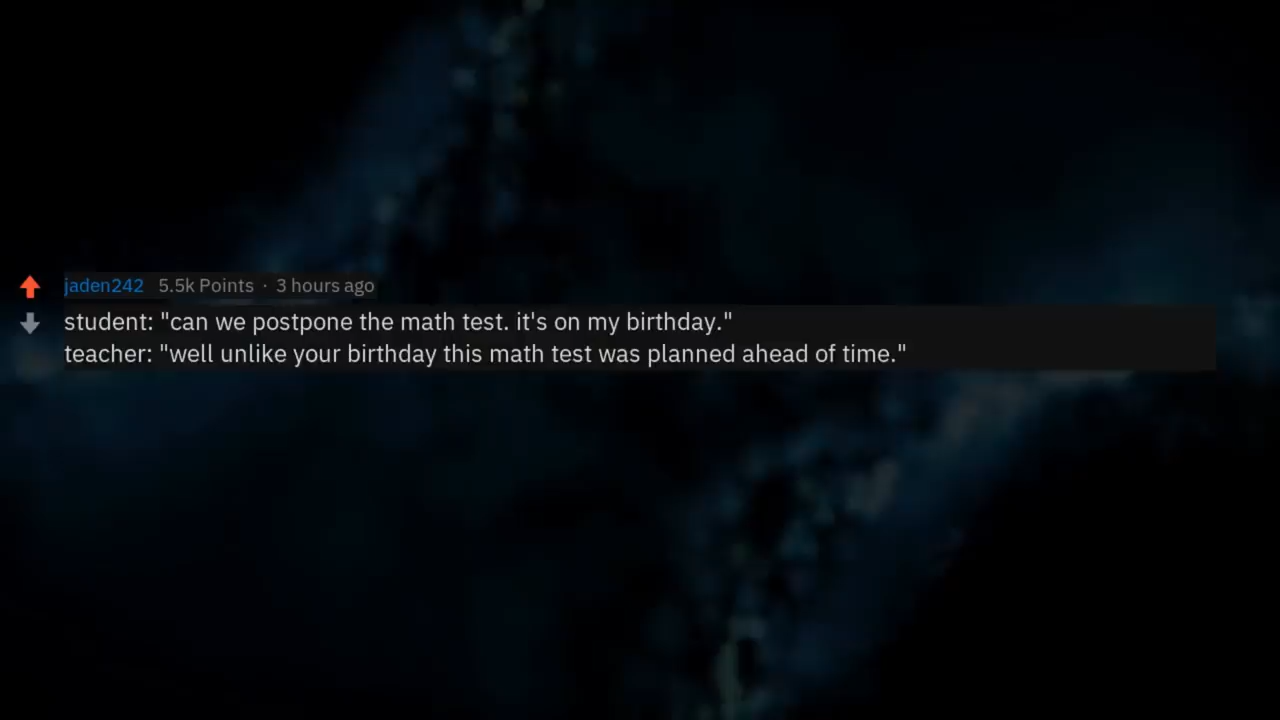 jaden242 5.5k Points · 3 hours ago
student: "can we postpone the math test. it's on my birthday."
teacher: "well unlike your birthday this math test was planned ahead of time."